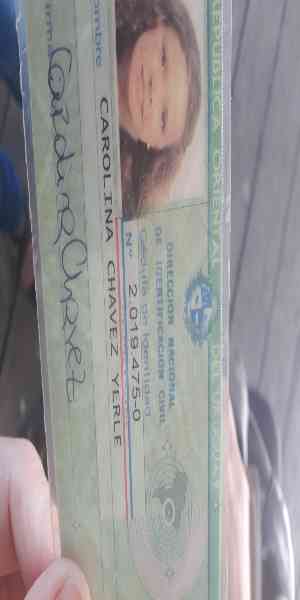 REPUBLICA ORIENTAL DEL URUGUAY
DIRECCION NACIONAL
DE IDENTIFICACION CIVIL
Cédula de Identidad
Nº 2.019.475-0
Nombre
CAROLINA CHAVEZ YERLE
Firma
Carolina Chavez